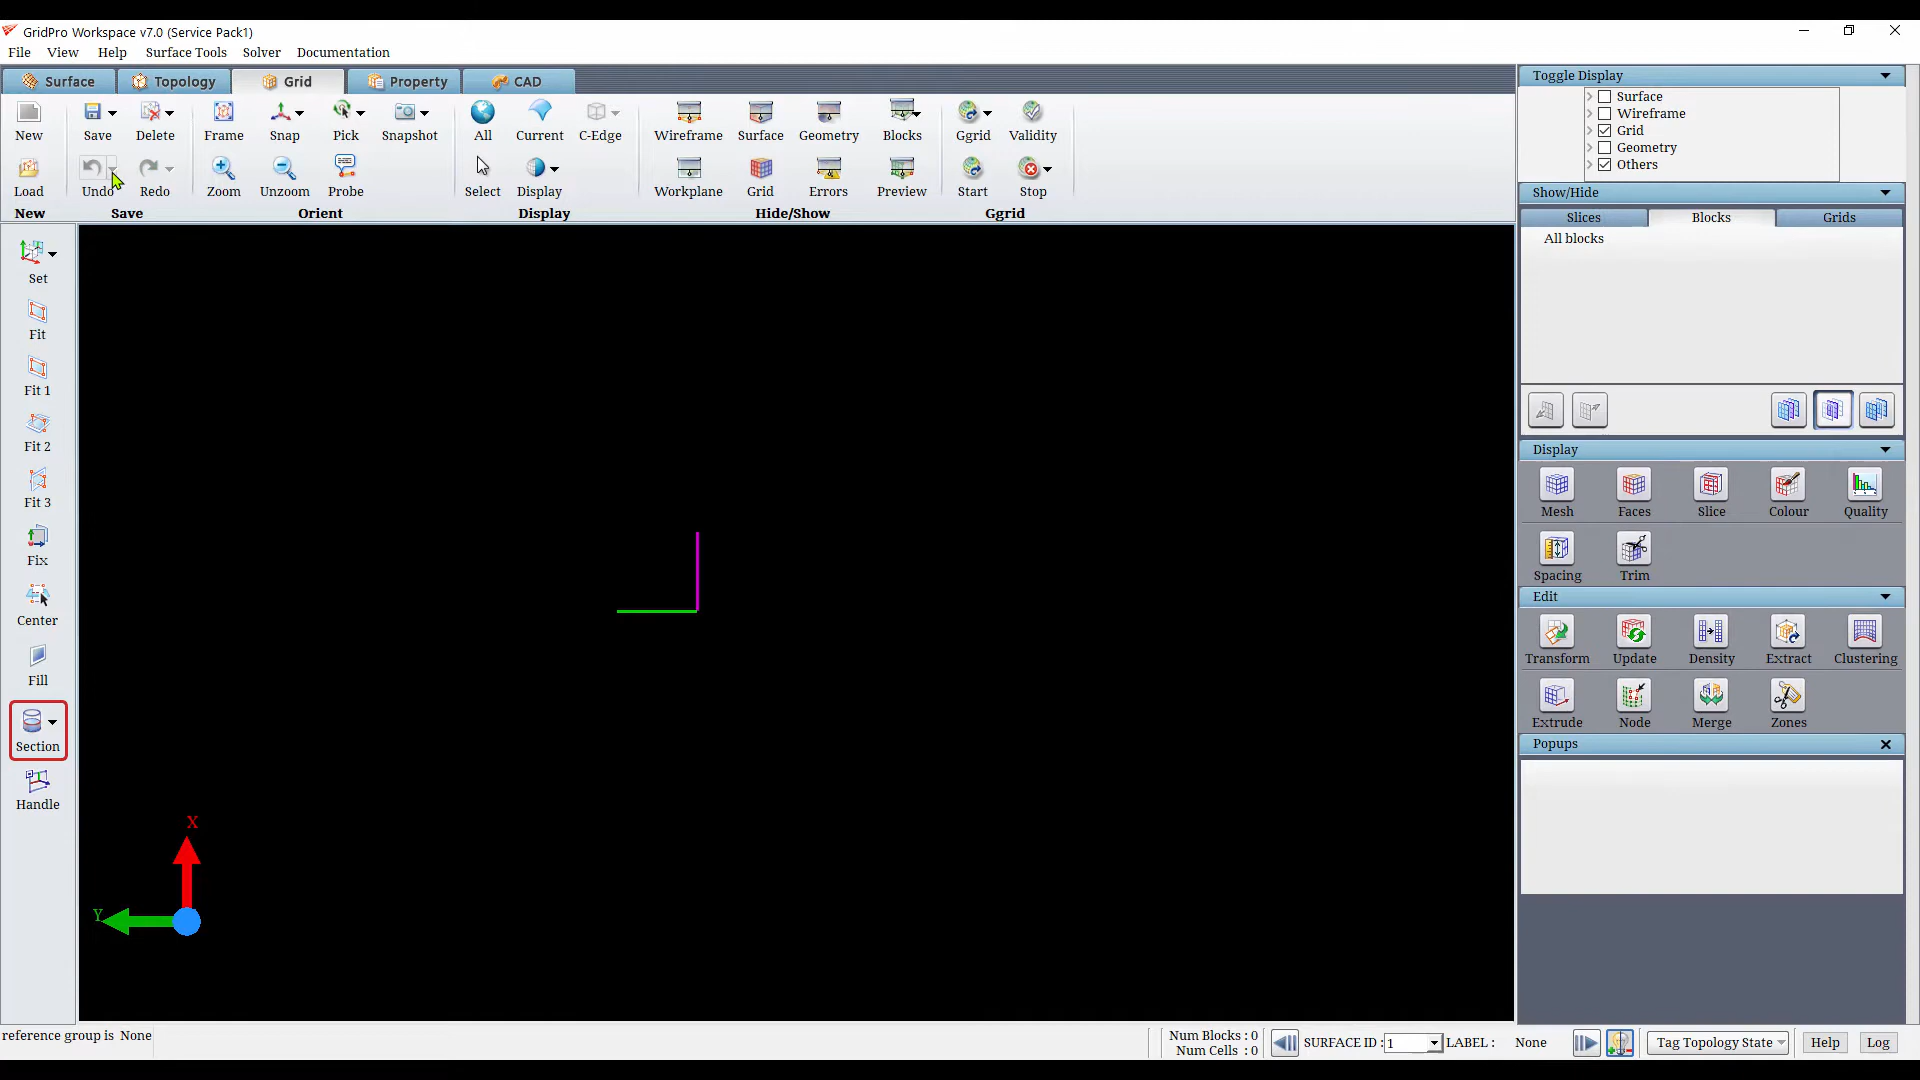 GridPro Workspace v7.0 (Service Pack1)
File View Help Surface Tools Solver Documentation
Surface Topology Grid Property CAD
New Save Delete Frame Snap Pick Snapshot All Current C-Edge Wireframe Surface Geometry Blocks Ggrid Validity
Load Undo Redo Zoom Unzoom Probe Select Display Workplane Grid Errors Preview Start Stop
New Save Orient Display Hide/Show Ggrid
Set
Fit
Fit 1
Fit 2
Fit 3
Fix
Center
Fill
Section
Handle
X
Y
Toggle Display
Surface
Wireframe
Grid
Geometry
Others
Show/Hide
Slices Blocks Grids
All blocks
Display
Mesh Faces Slice Colour Quality
Spacing Trim
Edit
Transform Update Density Extract Clustering
Extrude Node Merge Zones
Popups
reference group is None
Num Blocks : 0
Num Cells : 0
SURFACE ID : 1 LABEL : None Tag Topology State Help Log